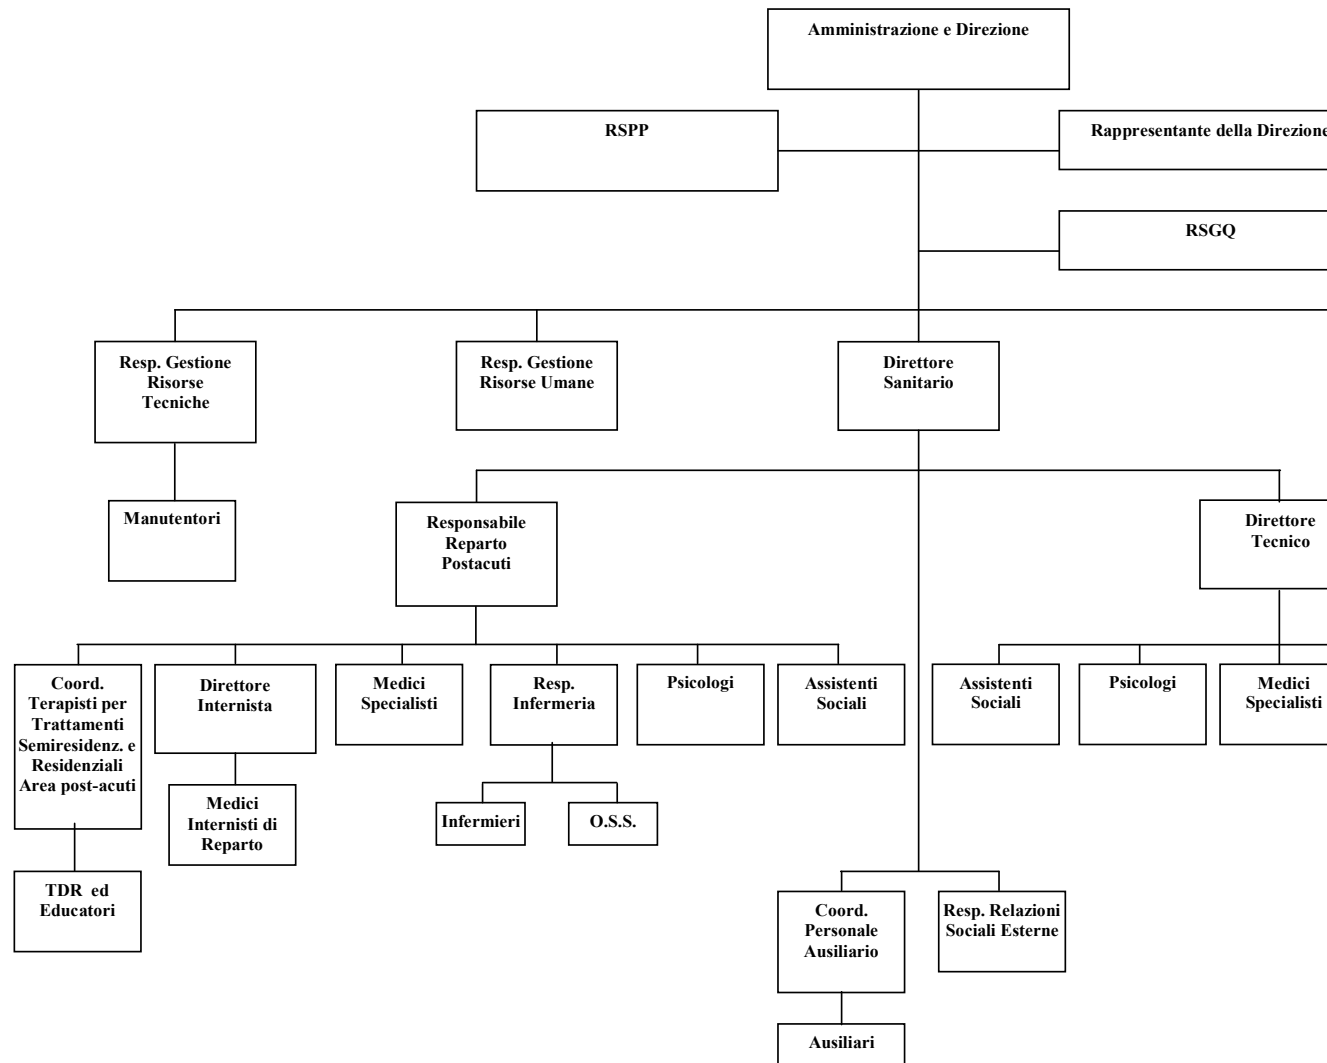 Amministrazione e Direzione
RSPP
Rappresentante della Direzione
RSGQ
Resp. Gestione
Risorse
Tecniche
Resp. Gestione
Risorse Umane
Direttore
Sanitario
Manutentori
Responsabile
Reparto
Postacuti
Direttore
Tecnico
Coord.
Terapisti per
Trattamenti
Semiresidenz. e
Residenziali
Area post-acuti
Direttore
Internista
Medici
Specialisti
Resp.
Infermeria
Psicologi
Assistenti
Sociali
Assistenti
Sociali
Psicologi
Medici
Specialisti
Medici
Internisti di
Reparto
Infermieri
O.S.S.
TDR ed
Educatori
Coord.
Personale
Ausiliario
Resp. Relazioni
Sociali Esterne
Ausiliari